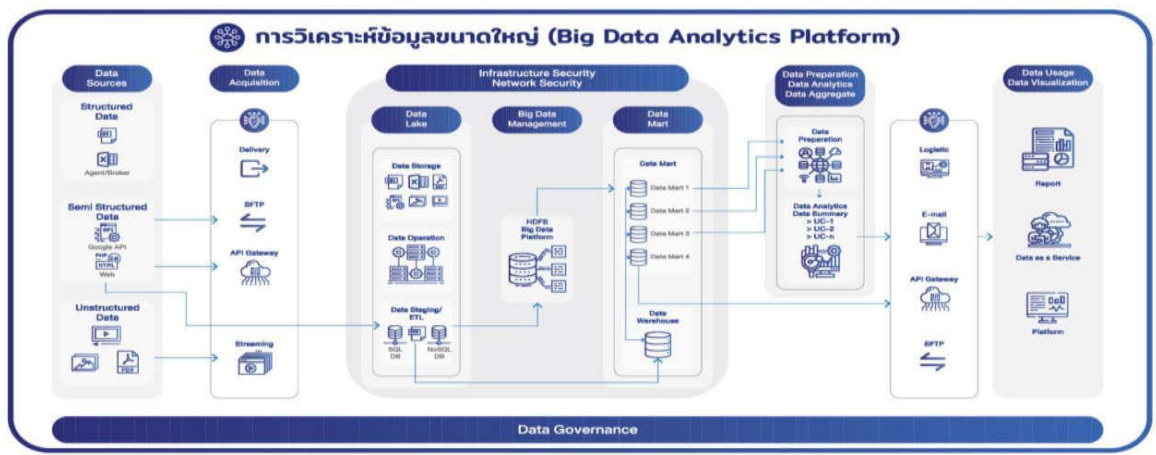 การวิเคราะห์ข้อมูลขนาดใหญ่ (Big Data Analytics Platform)
Data
Sources
Structured
Data
Agent/Broker
Semi Structured
Data
Google API
Web
Unstructured
Data
Data
Acquisition
Delivery
SFTP
API Gateway
Streaming
Infrastructure Security
Network Security
Data
Lake
Data Storage
Data Operation
Data Staging/
ETL
SQL
DB
NoSQL
DB
Big Data
Management
HDFS
Big Data
Platform
Data
Mart
Data Mart
Data Mart 1
Data Mart 2
Data Mart 3
Data Mart 4
Data
Warehouse
Data Preparation
Data Analytics
Data Aggregate
Data
Preparation
Data Analytics
Data Summary
> UC-1
> UC-2
> UC-n
Logistic
E-mail
API Gateway
SFTP
Data Usage
Data Visualization
Report
Data as a Service
Platform
Data Governance